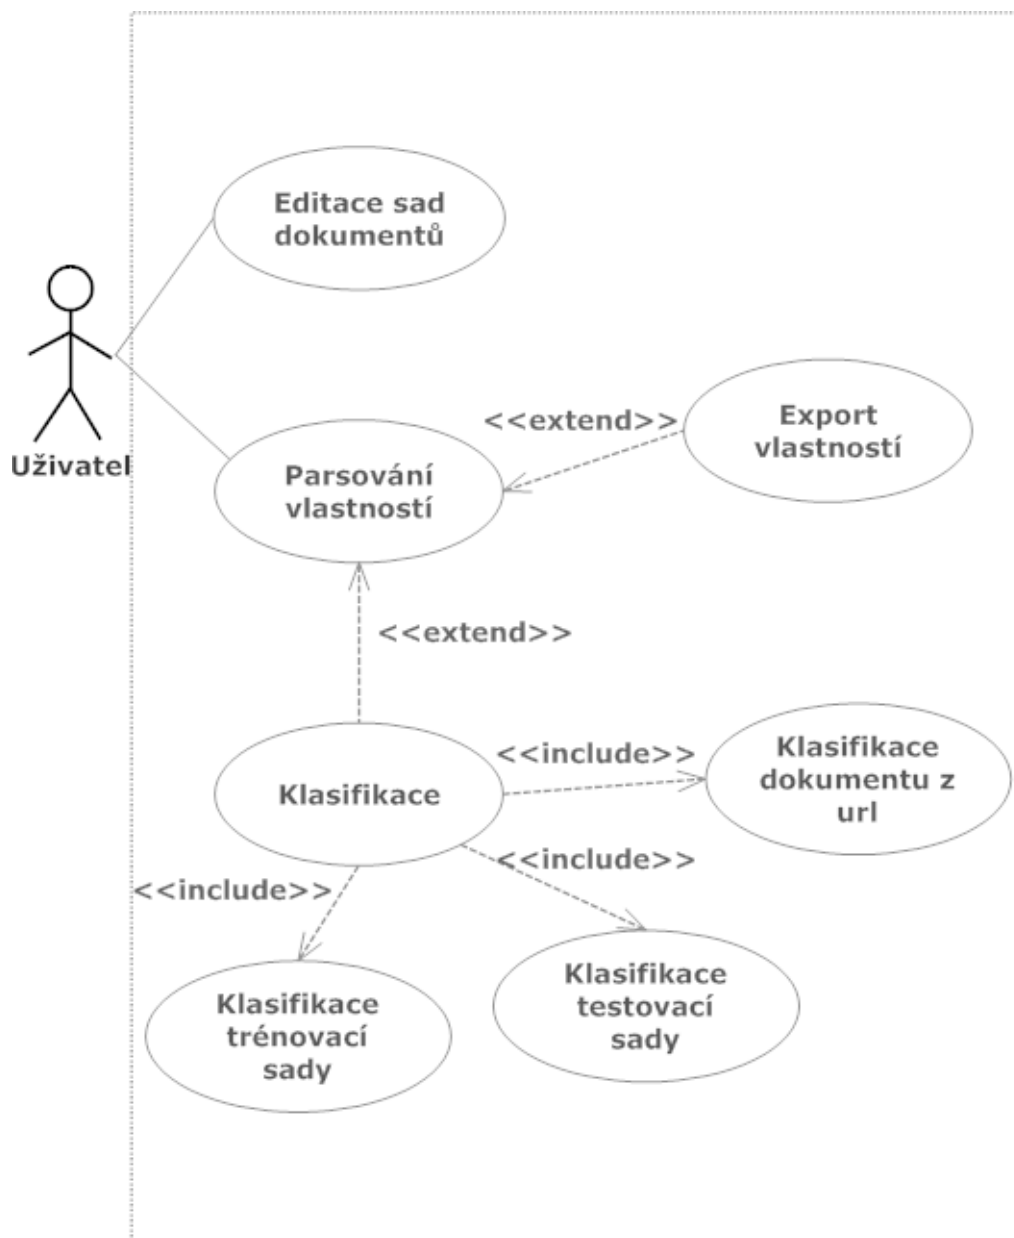 Editace sad
dokumentů
Uživatel
<<extend>>
Export
vlastností
Parsování
vlastností
<<extend>>
Klasifikace
<<include>>
Klasifikace
dokumentu z
url
<<include>>
<<include>>
Klasifikace
trénovací
sady
Klasifikace
testovací
sady